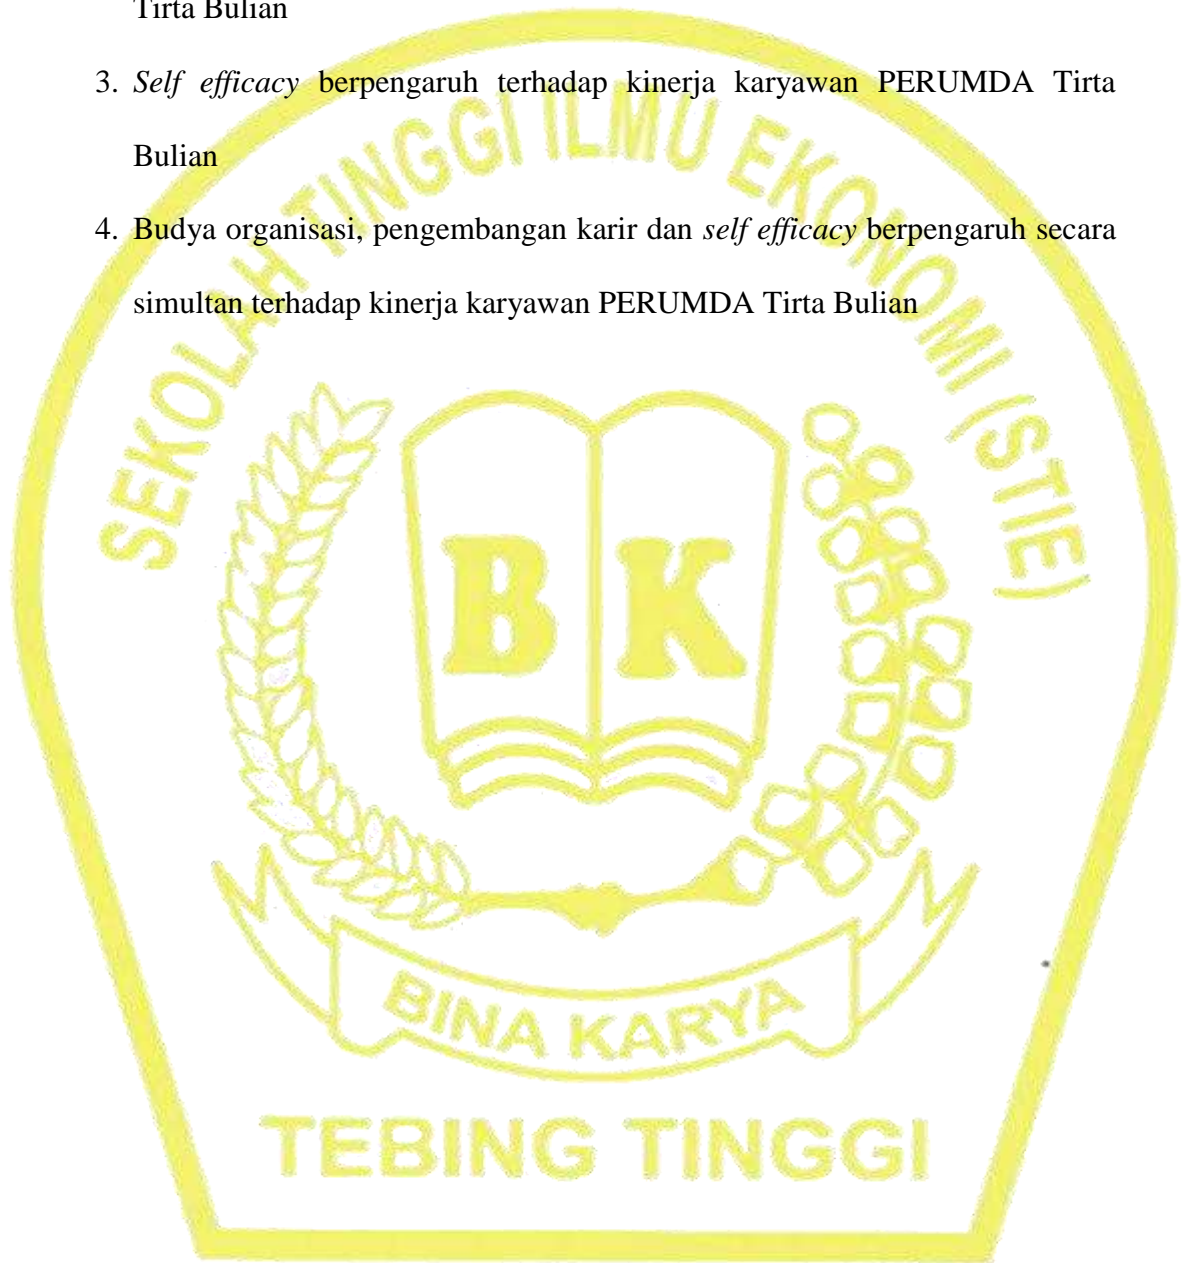 Tirta Bulian
3. Self efficacy berpengaruh terhadap kinerja karyawan PERUMDA Tirta
Bulian
4. Budya organisasi, pengembangan karir dan self efficacy berpengaruh secara
simultan terhadap kinerja karyawan PERUMDA Tirta Bulian
SEKOLAH TINGGI ILMU EKONOMI (STIE)
B K
BINA KARYA
TEBING TINGGI